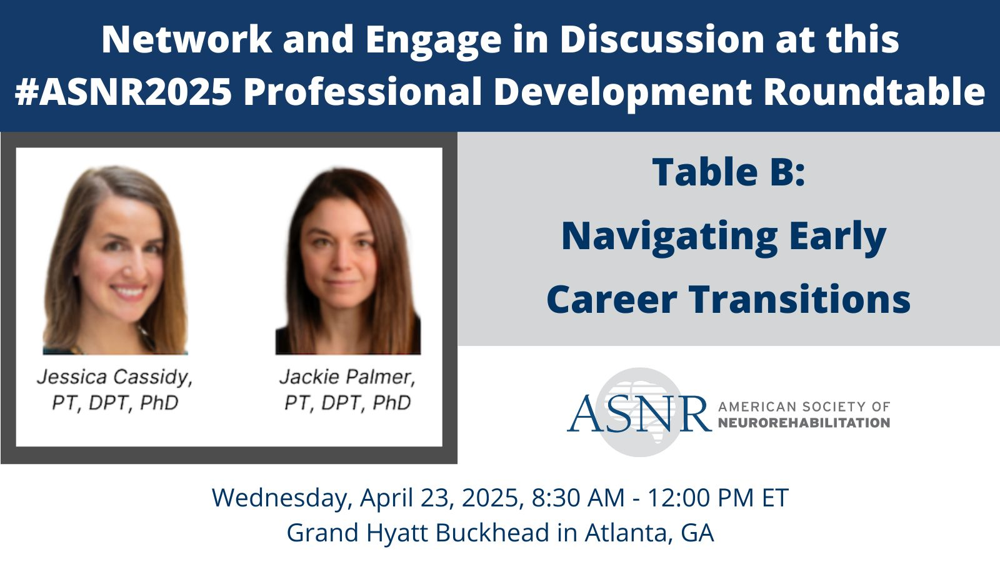 Network and Engage in Discussion at this
#ASNR2025 Professional Development Roundtable
Jessica Cassidy,
PT, DPT, PhD
Jackie Palmer,
PT, DPT, PhD
Table B:
Navigating Early
Career Transitions
ASNR
AMERICAN SOCIETY OF
NEUROREHABILITATION
Wednesday, April 23, 2025, 8:30 AM - 12:00 PM ET
Grand Hyatt Buckhead in Atlanta, GA